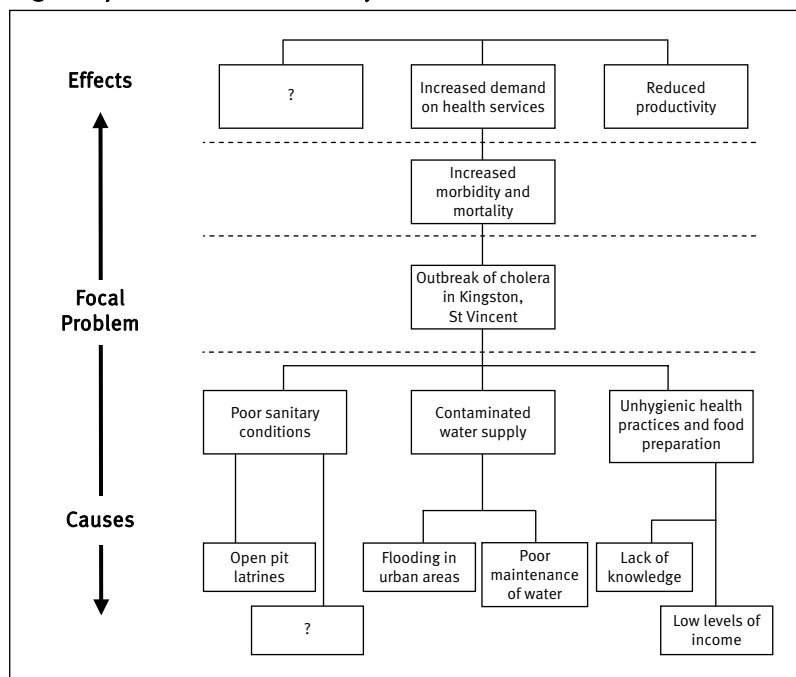 Effects
?
Increased demand
on health services
Reduced
productivity
Increased
morbidity and
mortality
Focal
Problem
Outbreak of cholera
in Kingston,
St Vincent
Poor sanitary
conditions
Contaminated
water supply
Unhygienic health
practices and food
preparation
Causes
Open pit
latrines
Flooding in
urban areas
Poor
maintenance
of water
Lack of
knowledge
?
Low levels of
income